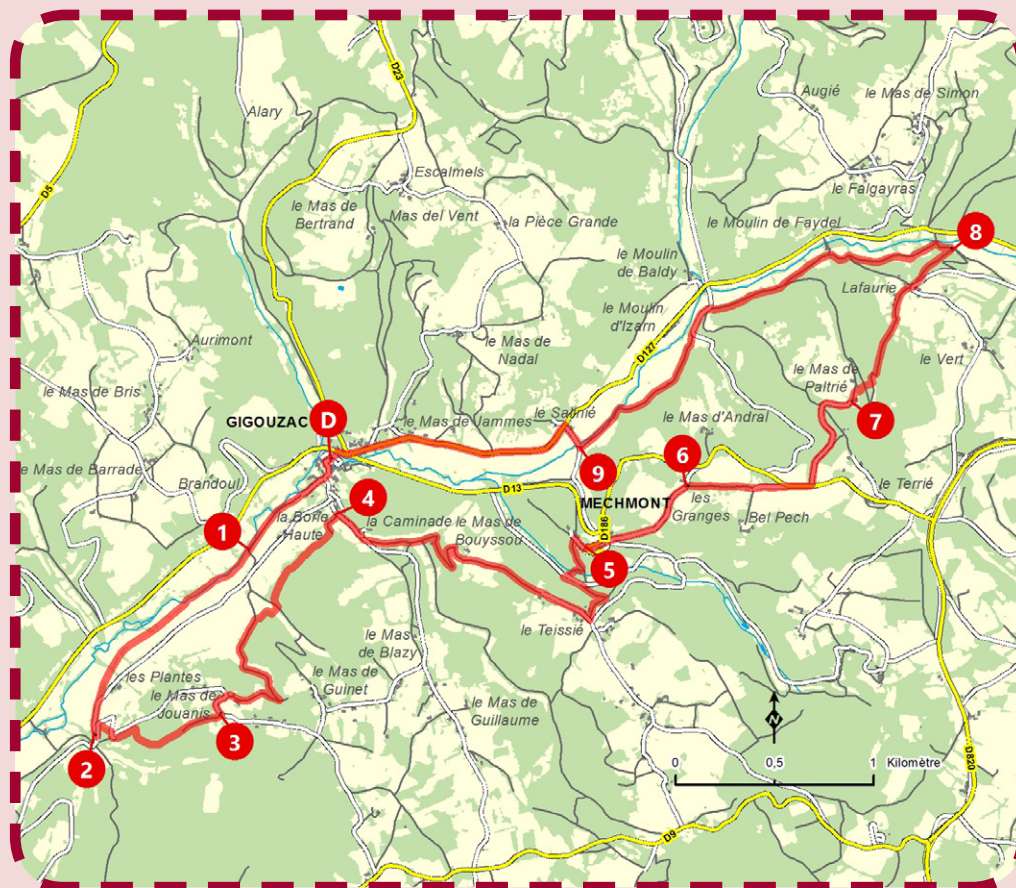 D23
Augié
le Mas de Simon
Alary
D5
Escalmels
le Falgayras
le Mas de
Bertrand
Mas del Vent
la Pièce Grande
le Moulin de Faydel
8
le Moulin
de Baldy
Lafaurie
le Moulin
d'Izarn
Aurimont
le Mas de
Nadal
D127
le Vert
le Mas de Bris
le Mas de
Paltrié
D
GIGOUZAC
le Mas de Jammes
le Salinié
le Mas d'Andral
7
6
le Mas de Barrade
9
Brandoul
4
D13
MECHMONT
les
Granges
le Terrié
1
la Borie
Haute
la Caminade
le Mas de
Bouyssou
D186
Bel Pech
5
le Teissié
le Mas
de Blazy
les Plantes
le Mas de
Jouanis
le Mas de
Guinet
le Mas de
Guillaume
3
N
2
0
0,5
1
Kilomètre
D820
D9